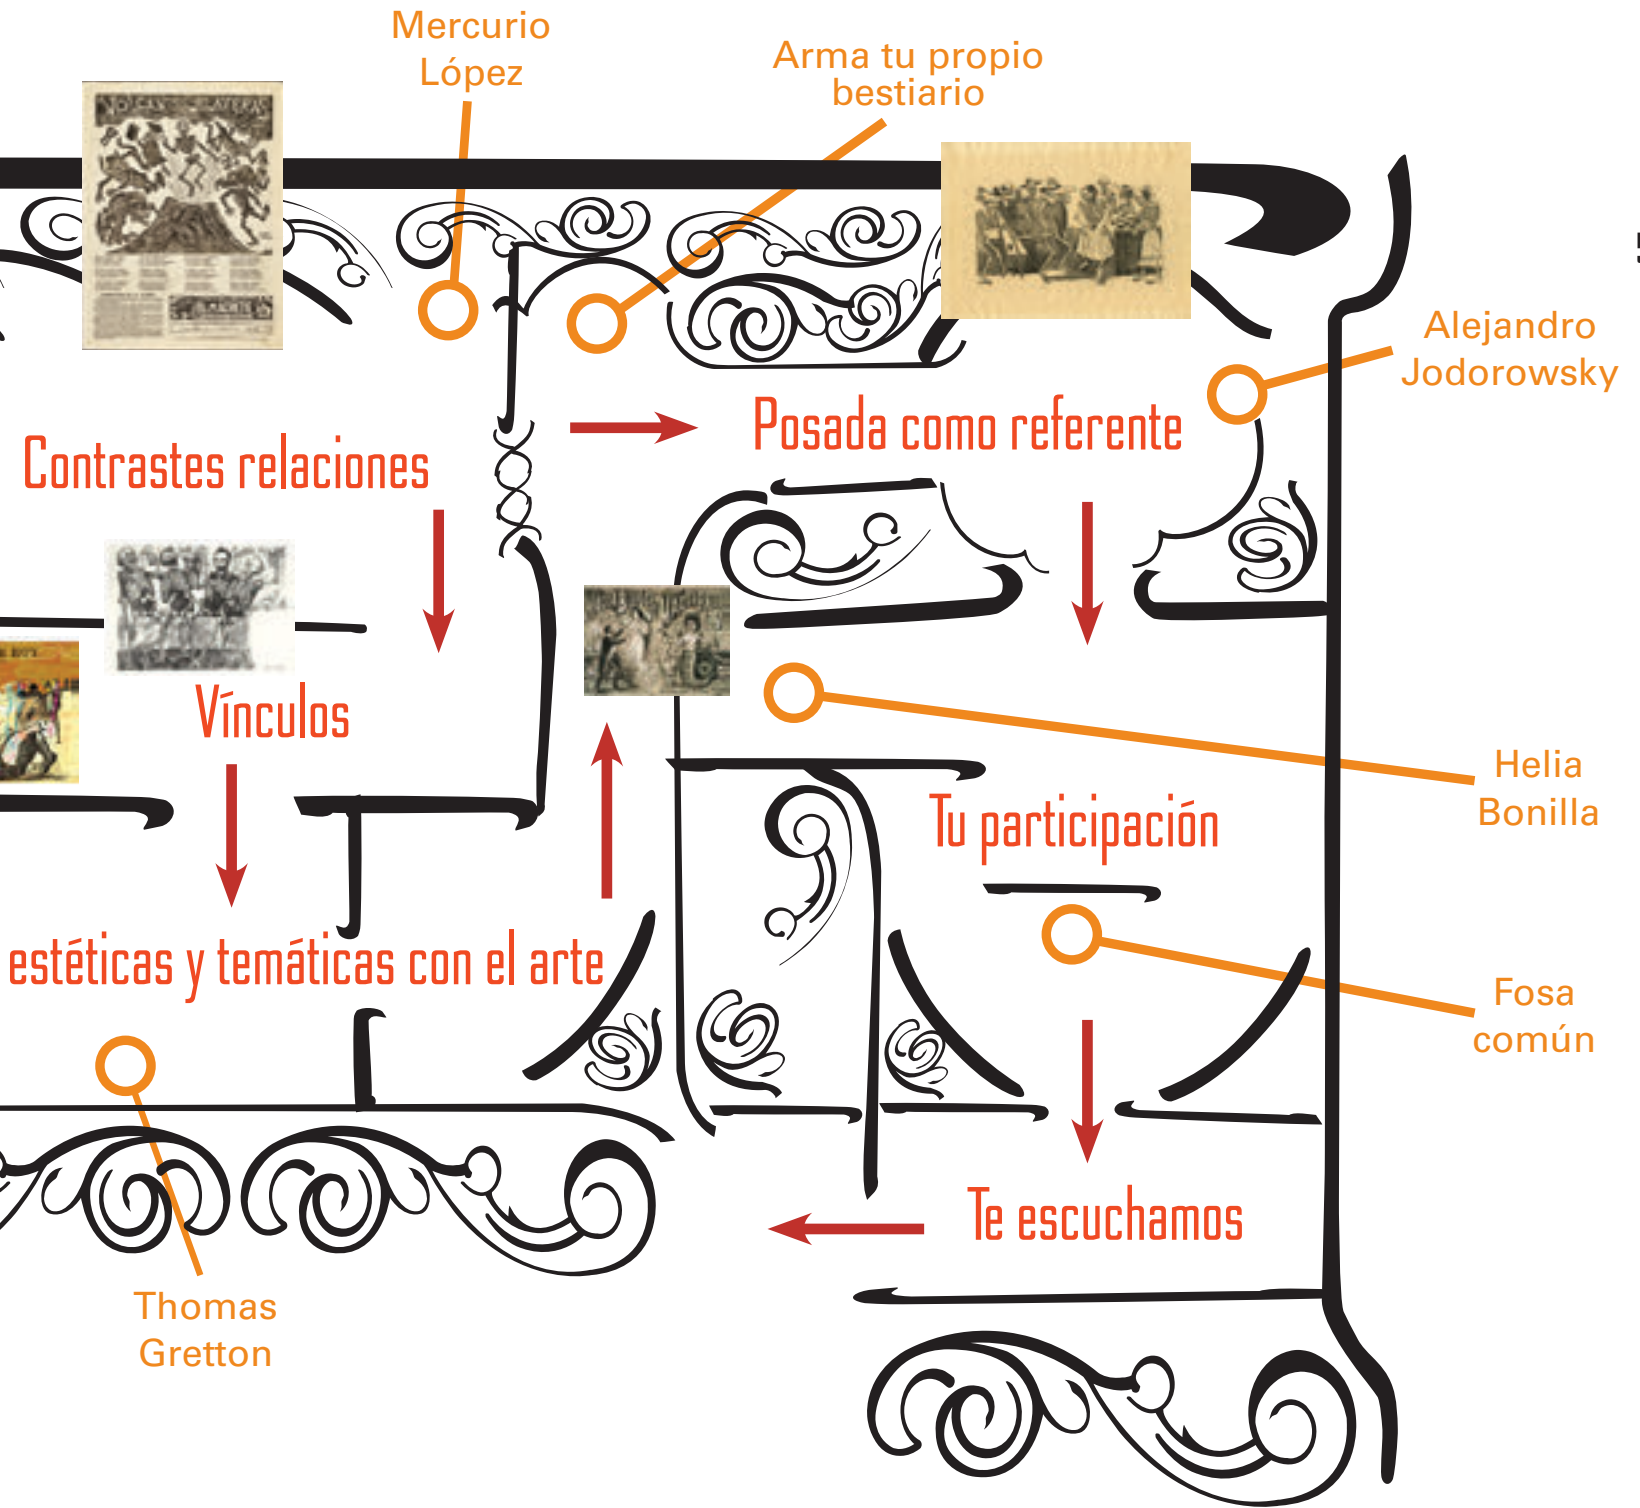 Mercurio
López
Arma tu propio
bestiario
Alejandro
Jodorowsky
Posada como referente
Contrastes relaciones
Vínculos
Helia
Bonilla
Tu participación
estéticas y temáticas con el arte
Fosa
común
Te escuchamos
Thomas
Gretton